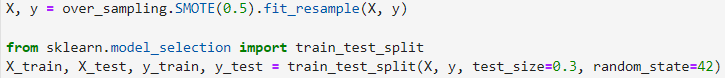 X, y = over_sampling.SMOTE(0.5).fit_resample(X, y)
from sklearn.model_selection import train_test_split
X_train, X_test, y_train, y_test = train_test_split(X, y, test_size=0.3, random_state=42)